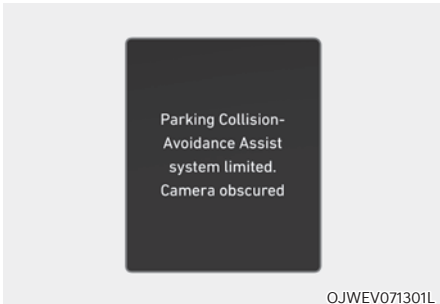 Parking Collision-
Avoidance Assist
system limited.
Camera obscured
OJWEV071301L